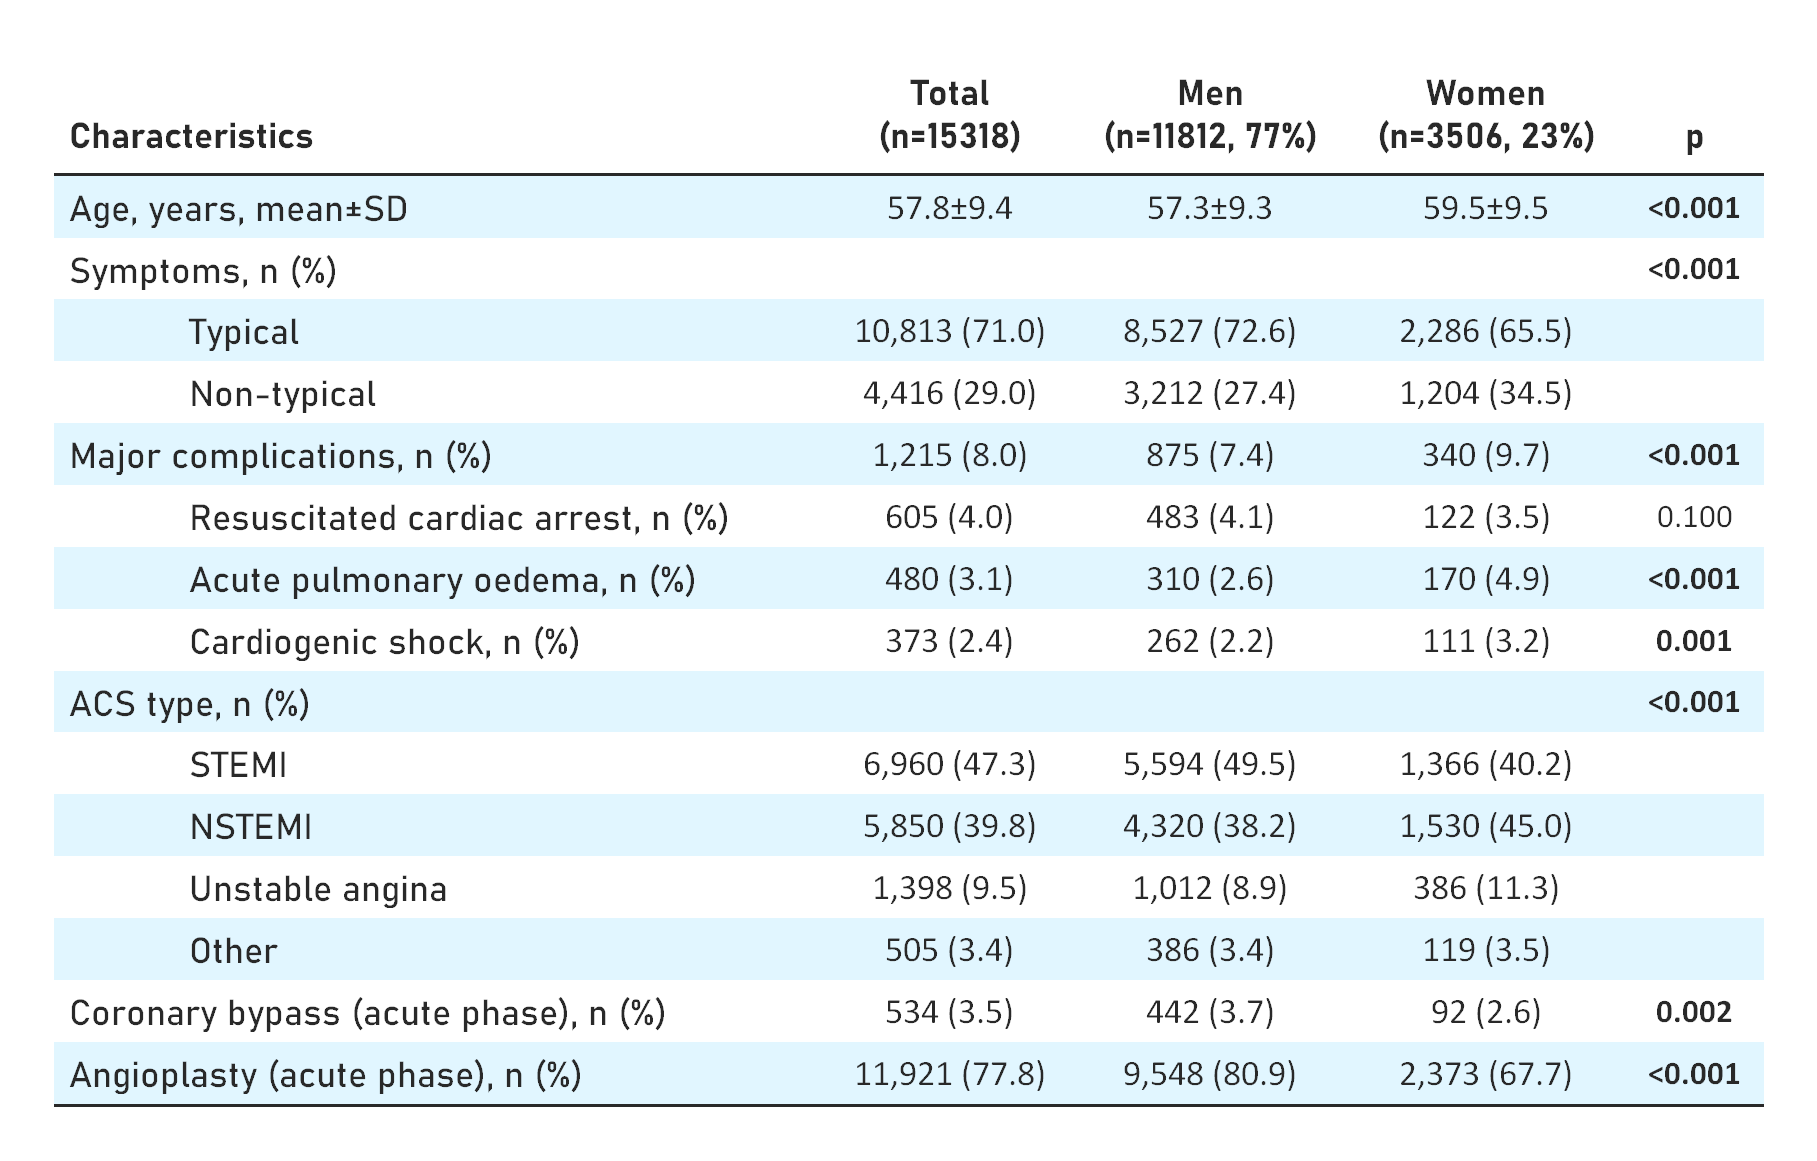 Characteristics Total (n=15318) Men (n=11812, 77%) Women (n=3506, 23%) p
Age, years, mean±SD 57.8±9.4 57.3±9.3 59.5±9.5 <0.001
Symptoms, n (%) <0.001
Typical 10,813 (71.0) 8,527 (72.6) 2,286 (65.5)
Non-typical 4,416 (29.0) 3,212 (27.4) 1,204 (34.5)
Major complications, n (%) 1,215 (8.0) 875 (7.4) 340 (9.7) <0.001
Resuscitated cardiac arrest, n (%) 605 (4.0) 483 (4.1) 122 (3.5) 0.100
Acute pulmonary oedema, n (%) 480 (3.1) 310 (2.6) 170 (4.9) <0.001
Cardiogenic shock, n (%) 373 (2.4) 262 (2.2) 111 (3.2) 0.001
ACS type, n (%) <0.001
STEMI 6,960 (47.3) 5,594 (49.5) 1,366 (40.2)
NSTEMI 5,850 (39.8) 4,320 (38.2) 1,530 (45.0)
Unstable angina 1,398 (9.5) 1,012 (8.9) 386 (11.3)
Other 505 (3.4) 386 (3.4) 119 (3.5)
Coronary bypass (acute phase), n (%) 534 (3.5) 442 (3.7) 92 (2.6) 0.002
Angioplasty (acute phase), n (%) 11,921 (77.8) 9,548 (80.9) 2,373 (67.7) <0.001